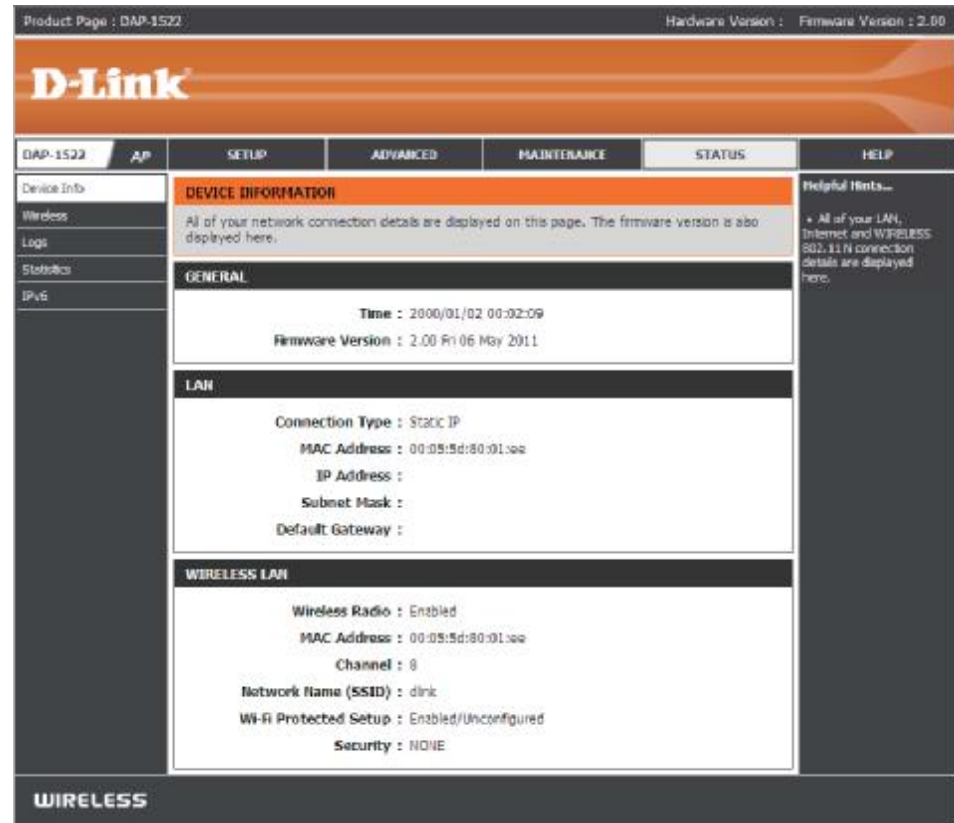 Product Page : DAP-1522 Hardware Version : Firmware Version : 2.00
D-Link
DAP-1522 AP SETUP ADVANCED MAINTENANCE STATUS HELP
Device Info
Wireless
Logs
Statistics
IPv6
DEVICE INFORMATION
All of your network connection details are displayed on this page. The firmware version is also
displayed here.
GENERAL
Time : 2000/01/02 00:02:09
Firmware Version : 2.00 Fri 06 May 2011
LAN
Connection Type : Static IP
MAC Address : 00:05:5d:80:01:ee
IP Address :
Subnet Mask :
Default Gateway :
WIRELESS LAN
Wireless Radio : Enabled
MAC Address : 00:05:5d:80:01:ee
Channel : 8
Network Name (SSID) : dlink
Wi-Fi Protected Setup : Enabled/Unconfigured
Security : NONE
Helpful Hints...
• All of your LAN,
Internet and WIRELESS
802.11 N connection
details are displayed
here.
WIRELESS